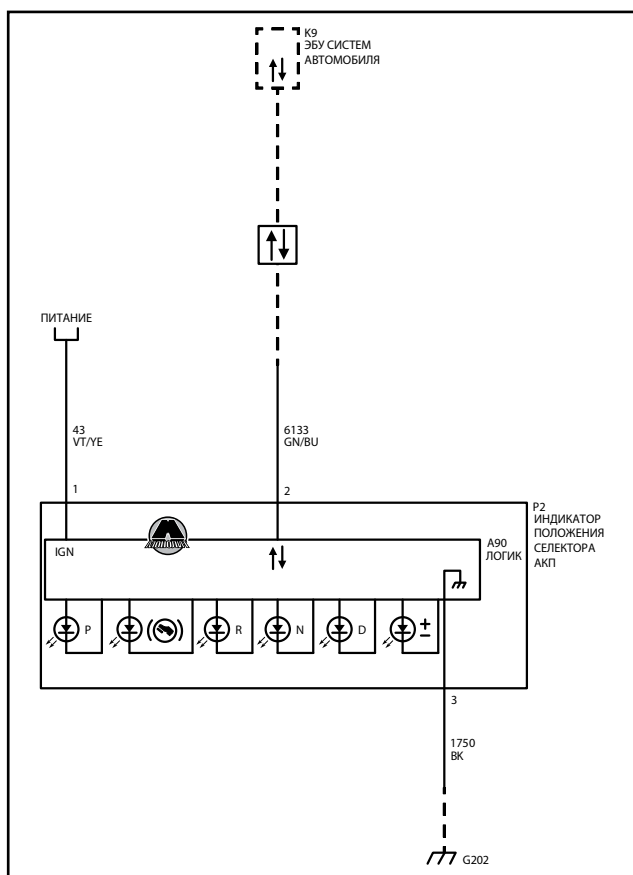 K9
ЭБУ СИСТЕМ
АВТОМОБИЛЯ
ПИТАНИЕ
43
VT/YE
6133
GN/BU
1
2
P2
ИНДИКАТОР
ПОЛОЖЕНИЯ
СЕЛЕКТОРА
АКП
IGN
A90
ЛОГИК
P
R
N
D
+
−
3
1750
BK
G202